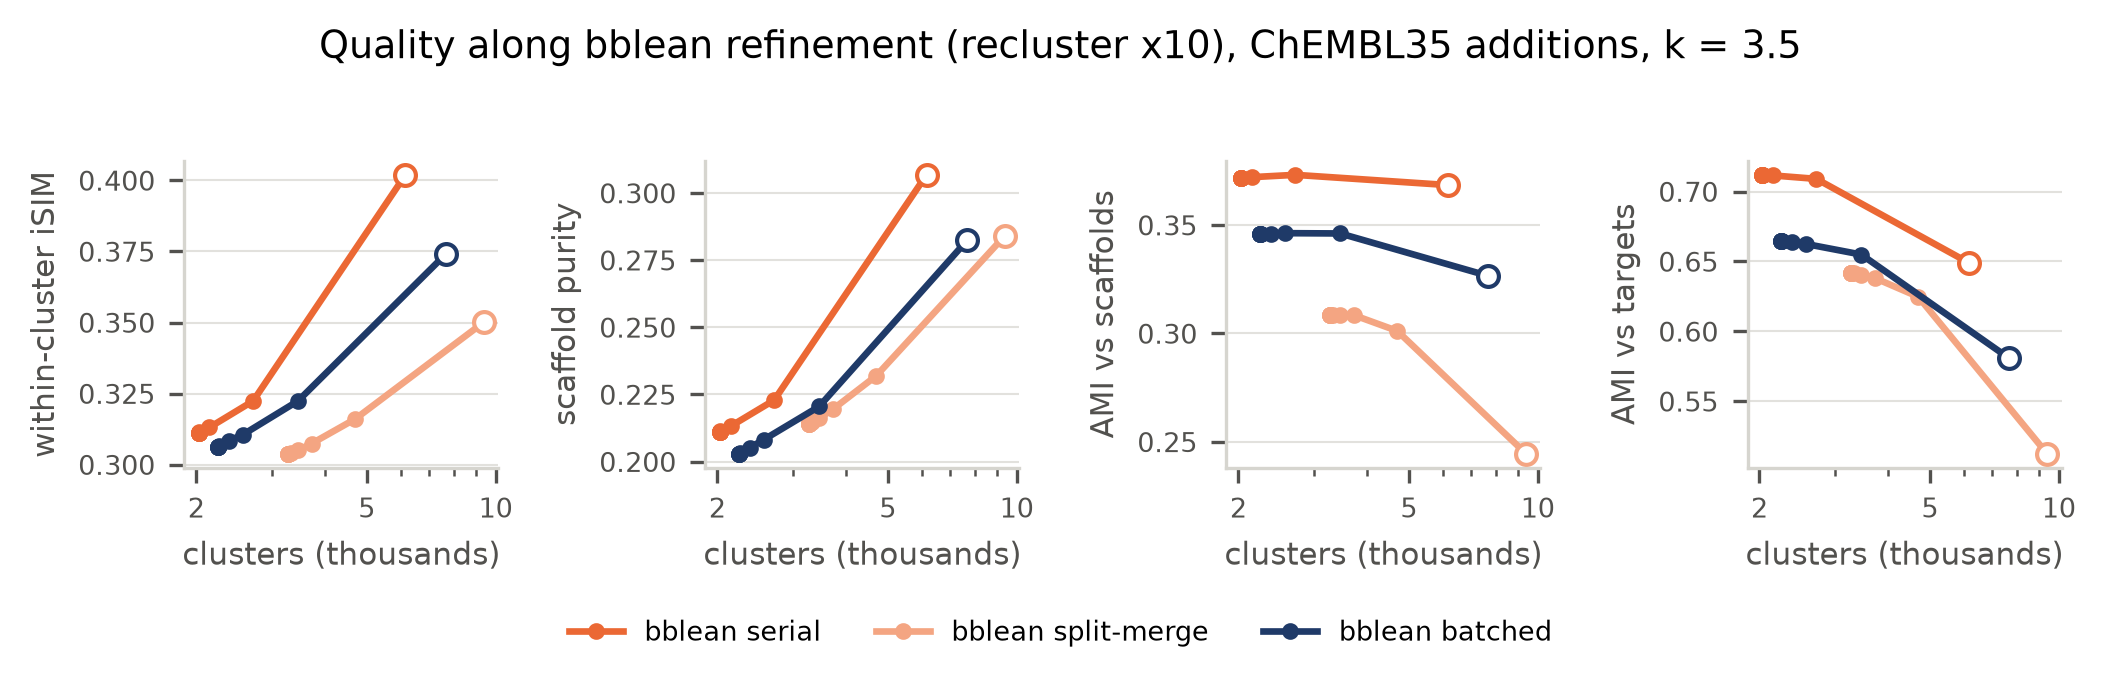 Quality along bblean refinement (recluster x10), ChEMBL35 additions, k = 3.5
within-cluster iSIM
0.400
0.375
0.350
0.325
0.300
2 5 10
clusters (thousands)
scaffold purity
0.300
0.275
0.250
0.225
0.200
2 5 10
clusters (thousands)
AMI vs scaffolds
0.35
0.30
0.25
2 5 10
clusters (thousands)
AMI vs targets
0.70
0.65
0.60
0.55
2 5 10
clusters (thousands)
bblean serial
bblean split-merge
bblean batched